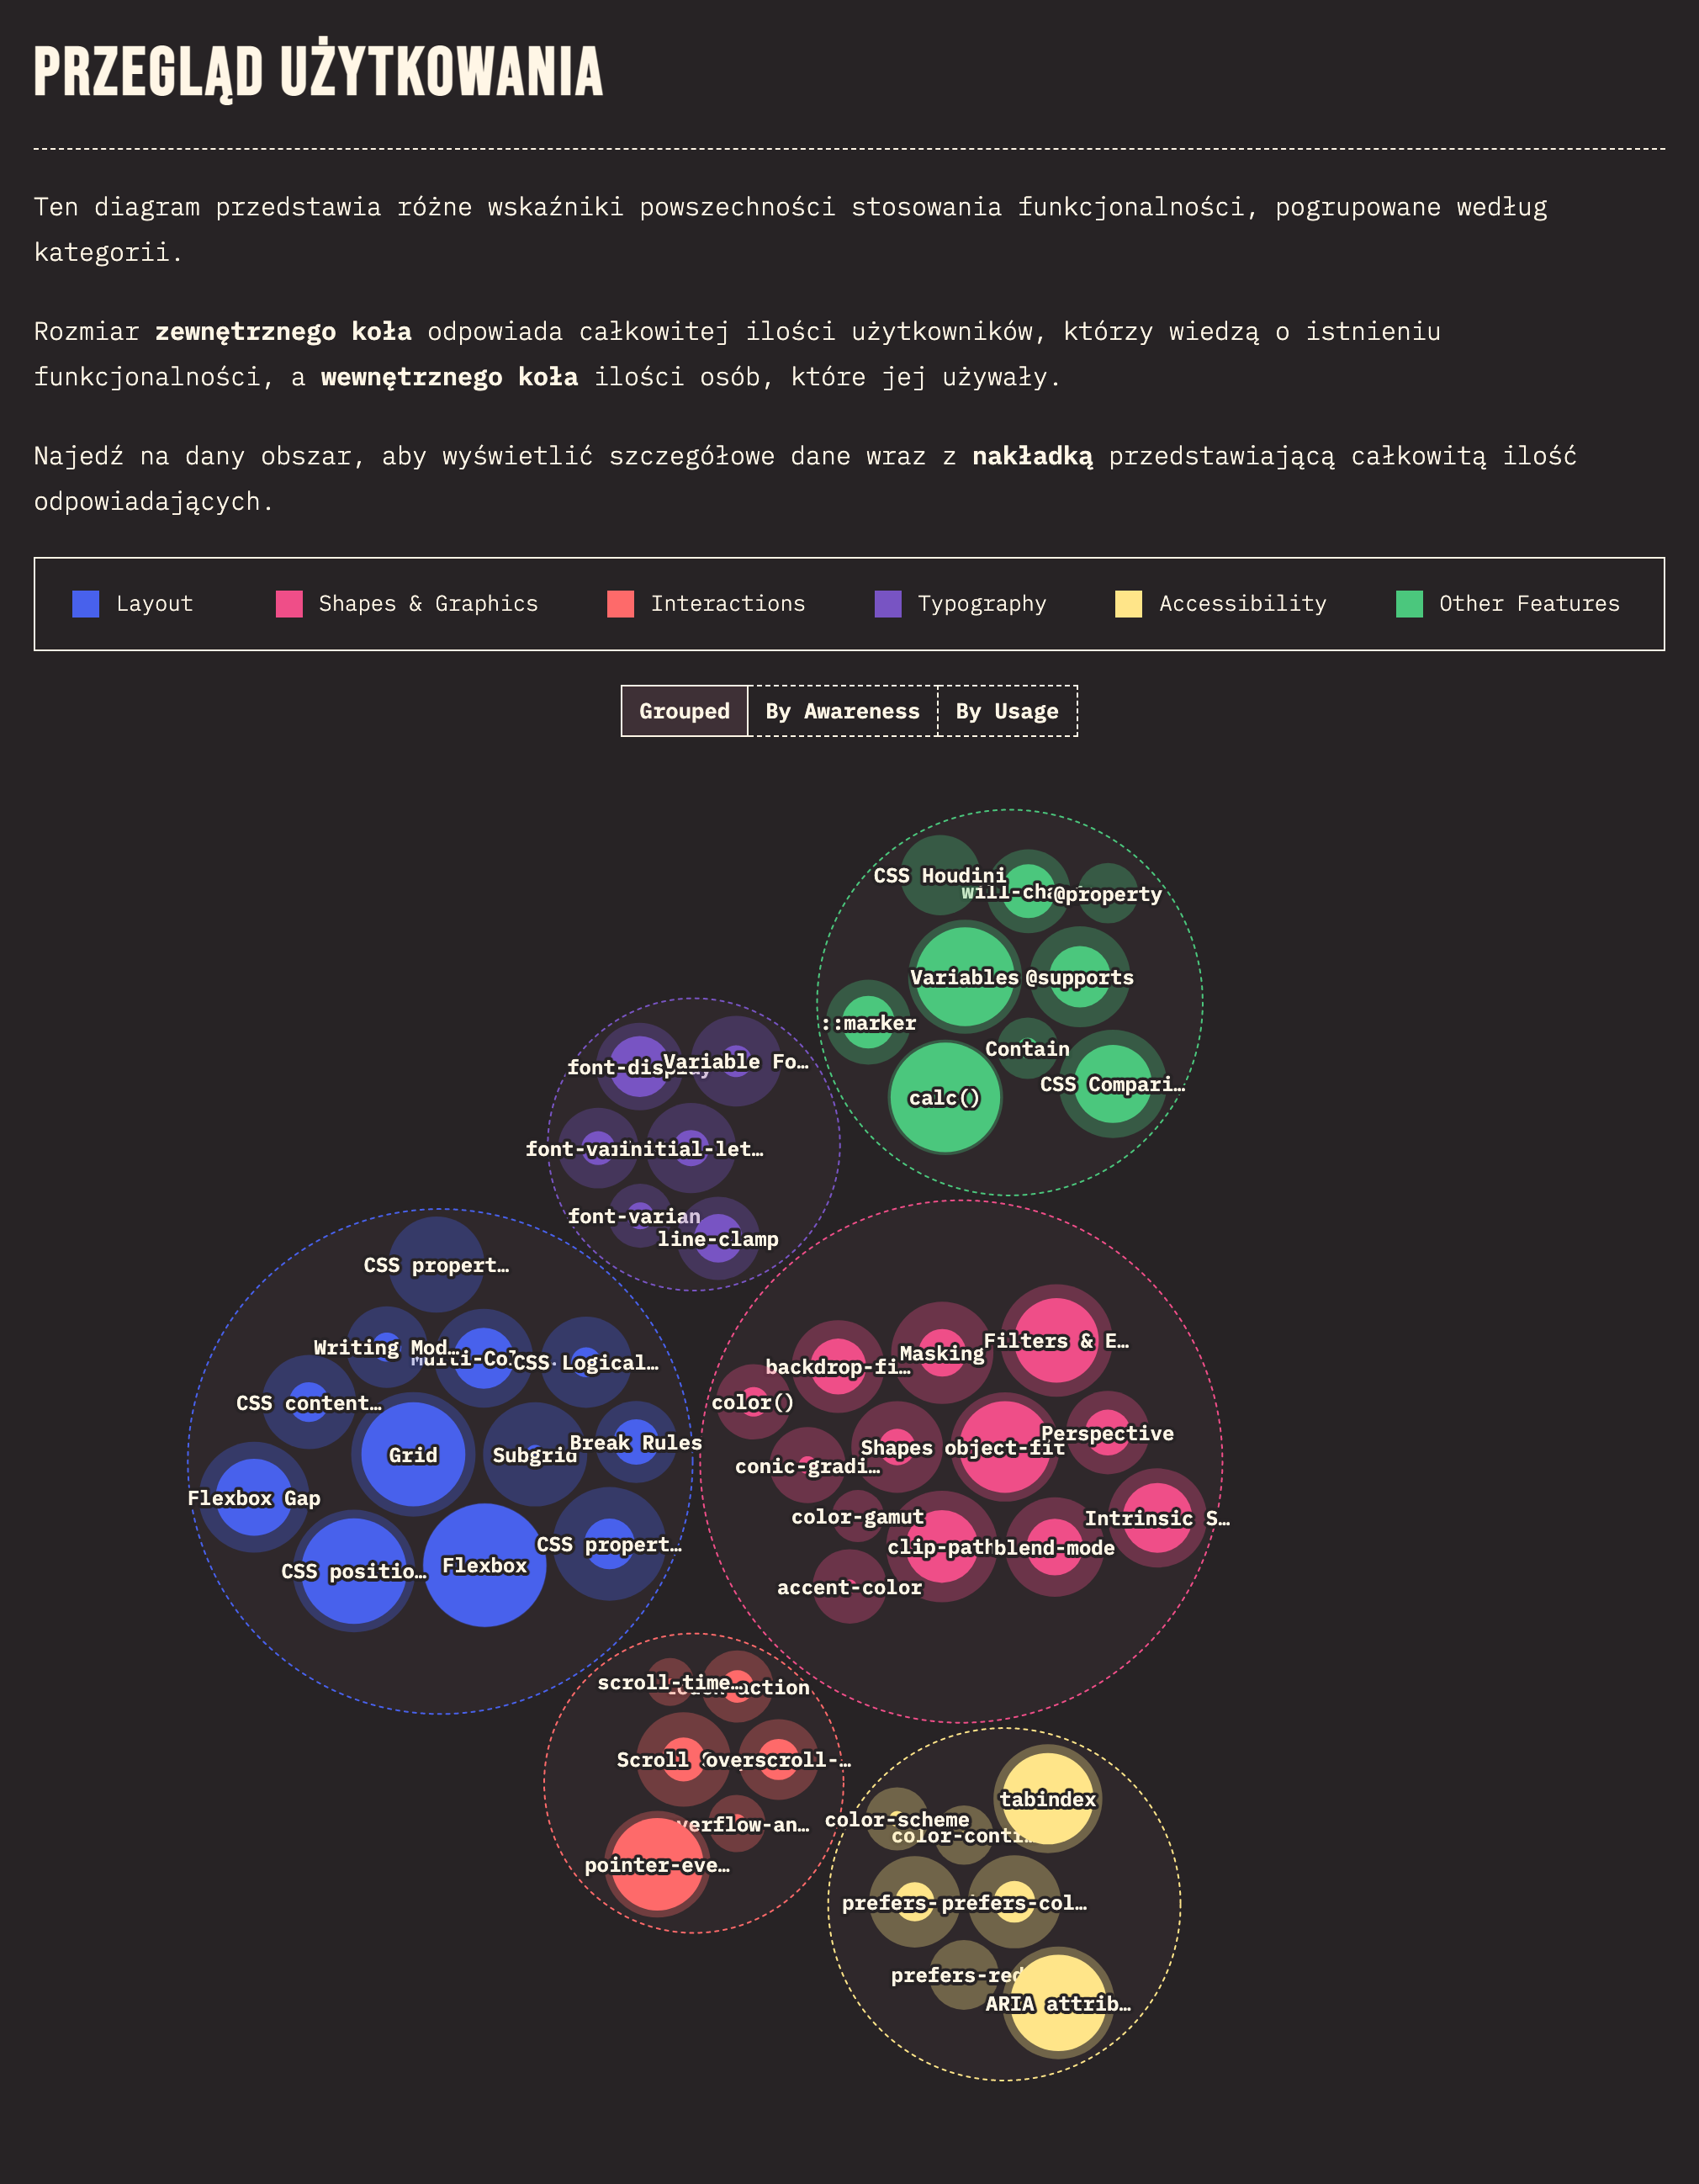 PRZEGLĄD UŻYTKOWANIA
Ten diagram przedstawia różne wskaźniki powszechności stosowania funkcjonalności, pogrupowane według
kategorii.
Rozmiar zewnętrznego koła odpowiada całkowitej ilości użytkowników, którzy wiedzą o istnieniu
funkcjonalności, a wewnętrznego koła ilości osób, które jej używały.
Najedź na dany obszar, aby wyświetlić szczegółowe dane wraz z nakładką przedstawiającą całkowitą ilość
odpowiadających.
Layout
Shapes & Graphics
Interactions
Typography
Accessibility
Other Features
Grouped
By Awareness
By Usage
CSS Houdini
will-cha
@property
Variables
@supports
::marker
Contain
CSS Compari…
calc()
font-display
Variable Fo…
font-var
initial-let…
font-varian
line-clamp
CSS propert…
Writing Mod…
Multi-Col
CSS Logical…
CSS content…
Grid
Subgrid
Break Rules
Flexbox Gap
CSS positio…
Flexbox
CSS propert…
Filters & E…
Masking
backdrop-fi…
color()
Perspective
Shapes
object-fit
conic-gradi…
color-gamut
Intrinsic S…
clip-path
blend-mode
accent-color
scroll-time…
action
Scroll
overscroll-…
verflow-an…
pointer-eve…
tabindex
color-scheme
color-cont…
prefers-
prefers-col…
prefers-red
ARIA attrib…